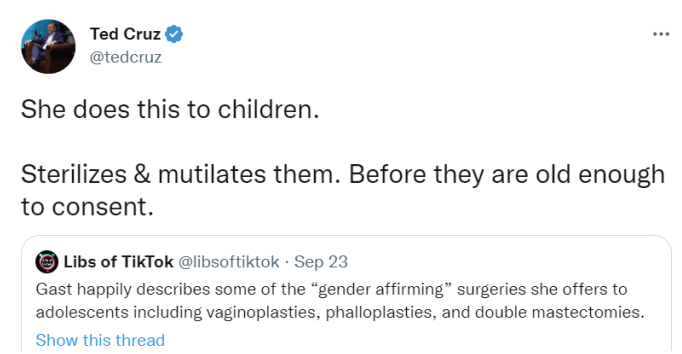 Ted Cruz
@tedcruz
She does this to children.
Sterilizes & mutilates them. Before they are old enough
to consent.
Libs of TikTok @libsoftiktok · Sep 23
Gast happily describes some of the “gender affirming” surgeries she offers to
adolescents including vaginoplasties, phalloplasties, and double mastectomies.
Show this thread